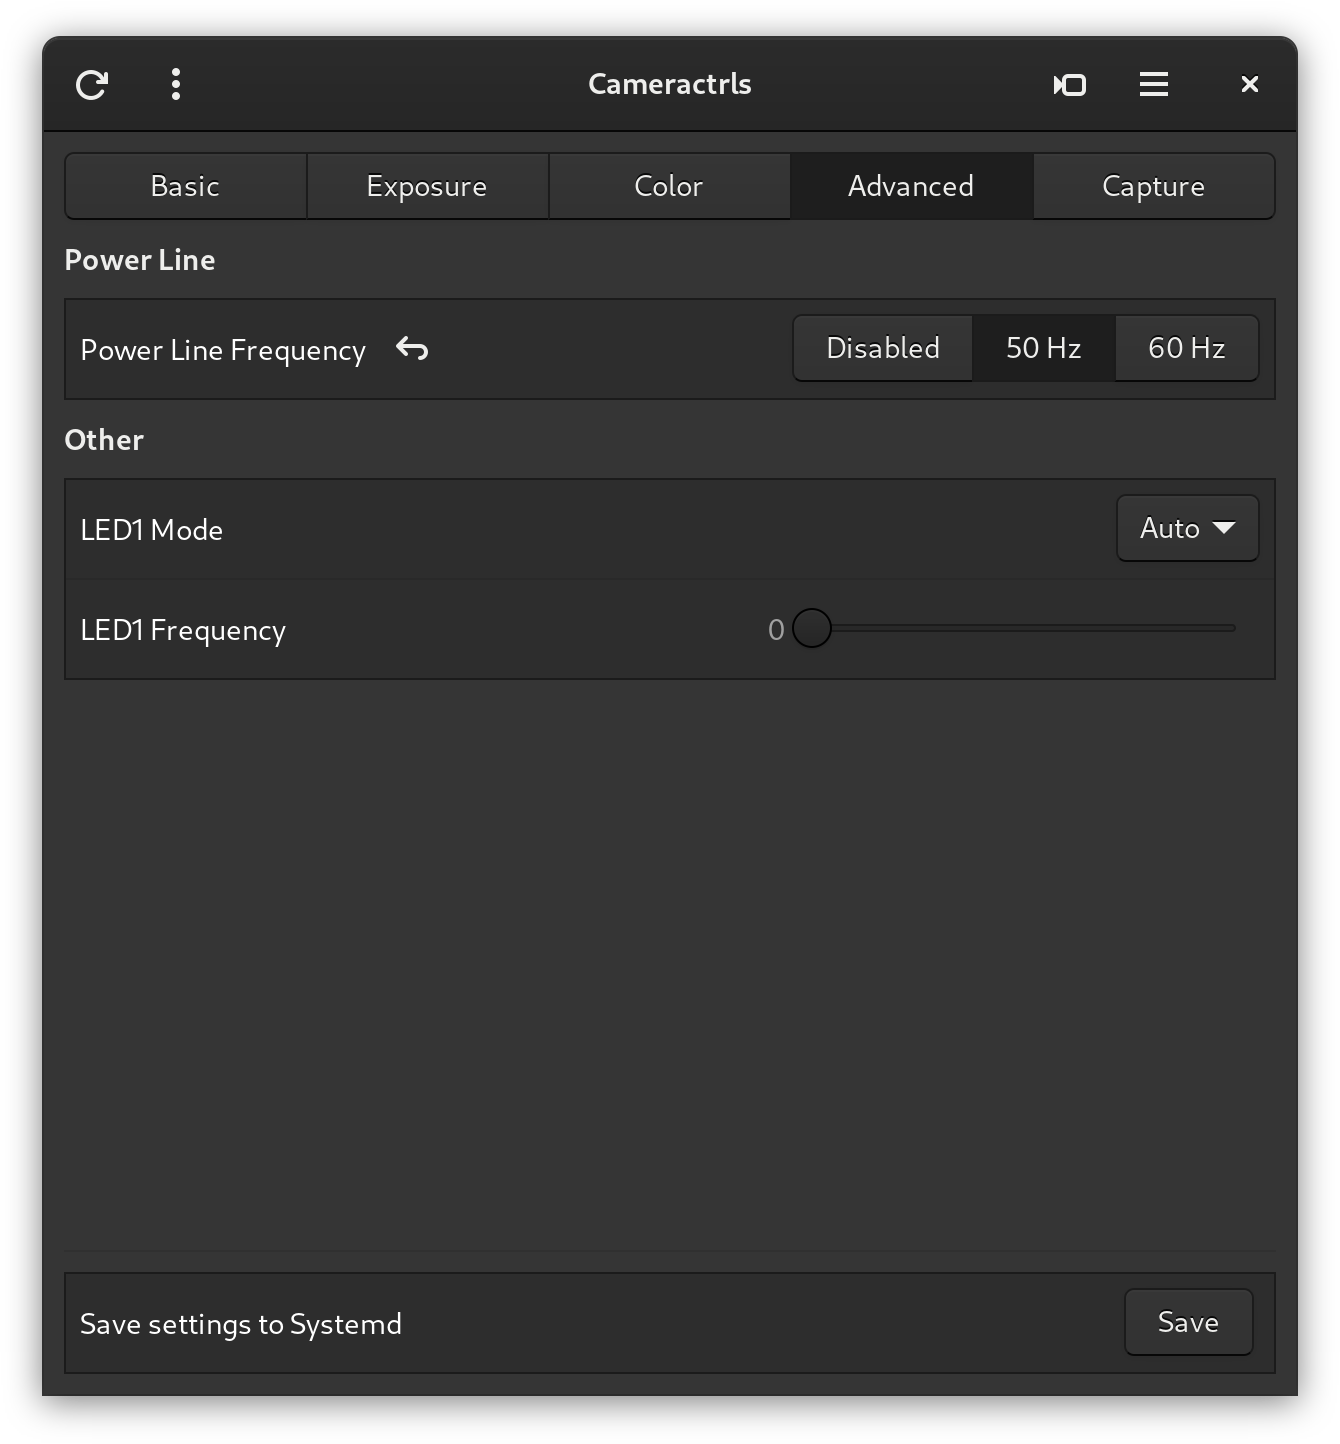 Cameractrls
Basic Exposure Color Advanced Capture
Power Line
Power Line Frequency Disabled 50 Hz 60 Hz
Other
LED1 Mode Auto
LED1 Frequency 0
Save settings to Systemd Save